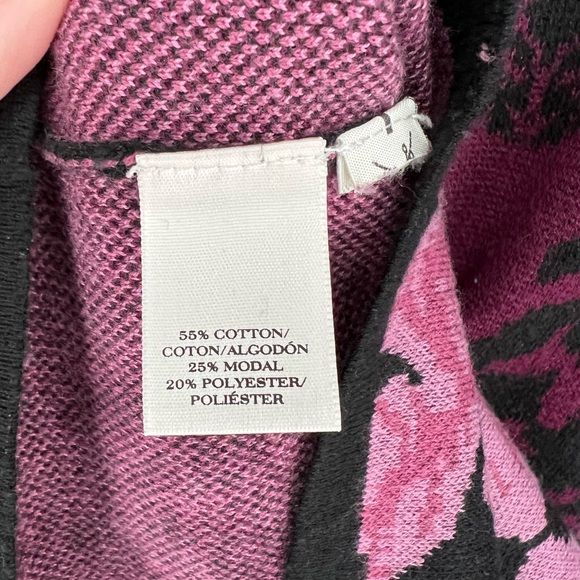 55% COTTON/
COTON/ALGODÓN
25% MODAL
20% POLYESTER/
POLIÉSTER